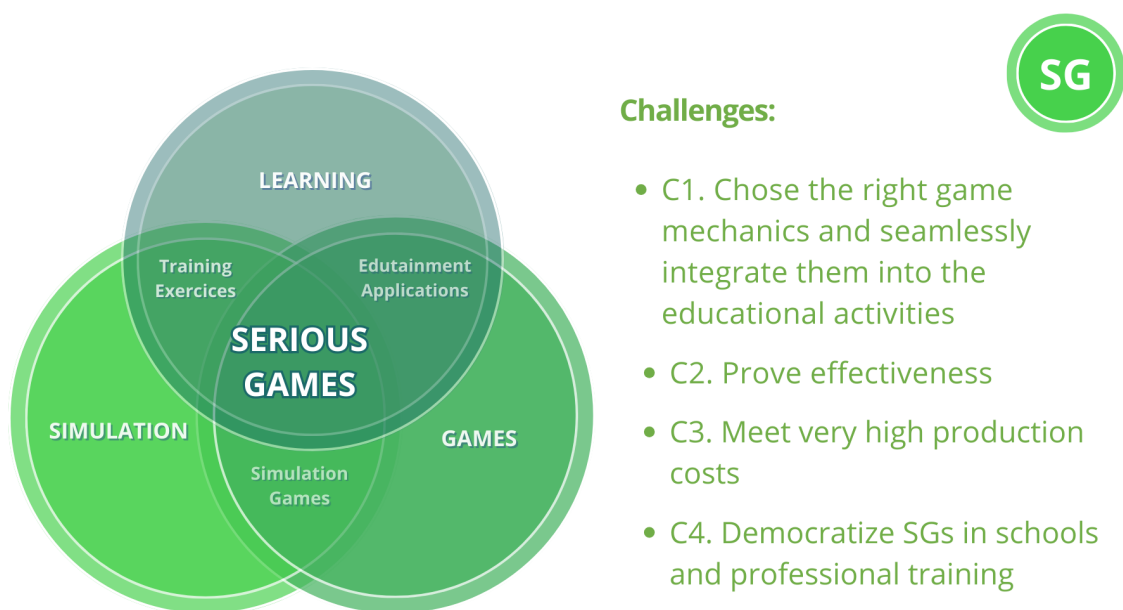 SG
LEARNING
Training
Exercices
Edutainment
Applications
SERIOUS
GAMES
SIMULATION
GAMES
Simulation
Games
Challenges:
• C1. Chose the right game
mechanics and seamlessly
integrate them into the
educational activities
• C2. Prove effectiveness
• C3. Meet very high production
costs
• C4. Democratize SGs in schools
and professional training